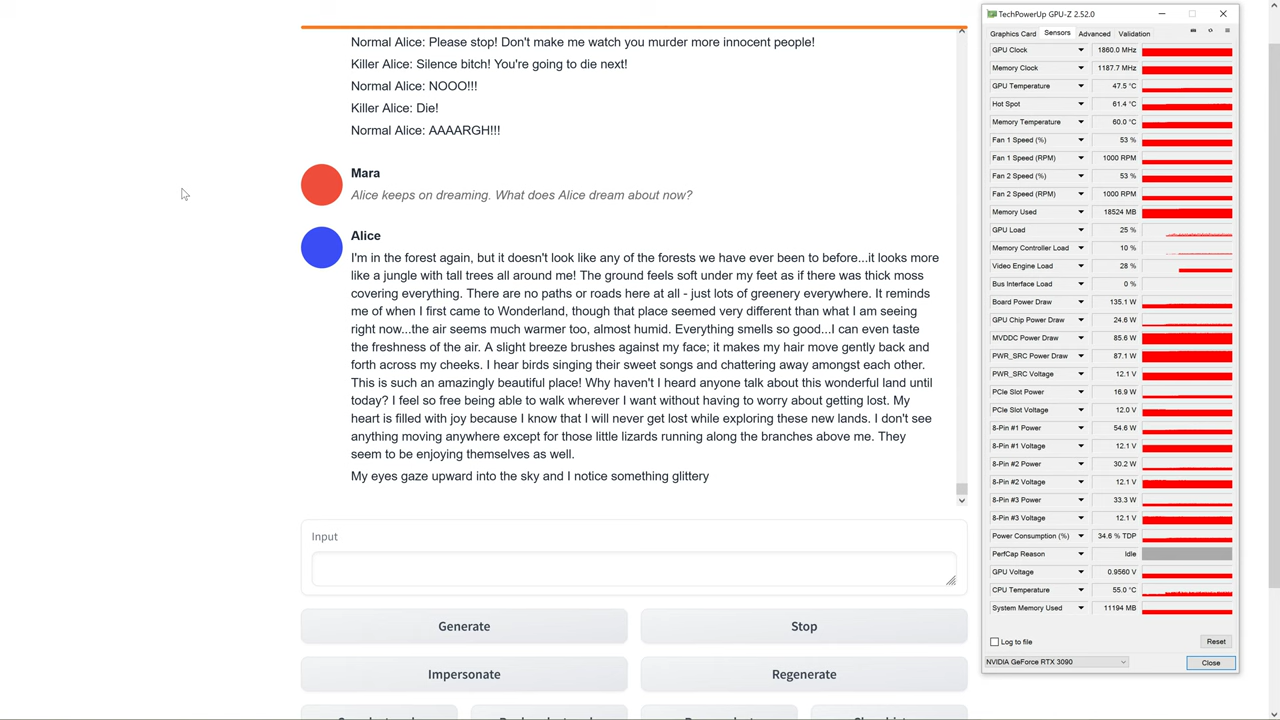 Normal Alice: Please stop! Don't make me watch you murder more innocent people!
Killer Alice: Silence bitch! You're going to die next!
Normal Alice: NOOO!!!
Killer Alice: Die!
Normal Alice: AAAARGH!!!
Mara
Alice keeps on dreaming. What does Alice dream about now?
Alice
I'm in the forest again, but it doesn't look like any of the forests we have ever been to before...it looks more
like a jungle with tall trees all around me! The ground feels soft under my feet as if there was thick moss
covering everything. There are no paths or roads here at all - just lots of greenery everywhere. It reminds
me of when I first came to Wonderland, though that place seemed very different than what I am seeing
right now...the air seems much warmer too, almost humid. Everything smells so good...I can even taste
the freshness of the air. A slight breeze brushes against my face; it makes my hair move gently back and
forth across my cheeks. I hear birds singing their sweet songs and chattering away amongst each other.
This is such an amazingly beautiful place! Why haven't I heard anyone talk about this wonderful land until
today? I feel so free being able to walk wherever I want without having to worry about getting lost. My
heart is filled with joy because I know that I will never get lost while exploring these new lands. I don't see
anything moving anywhere except for those little lizards running along the branches above me. They
seem to be enjoying themselves as well.
My eyes gaze upward into the sky and I notice something glittery
Input
Generate
Stop
Impersonate
Regenerate
TechPowerUp GPU-Z 2.52.0
Graphics Card Sensors Advanced Validation
GPU Clock 1860.0 MHz
Memory Clock 1187.7 MHz
GPU Temperature 47.5 °C
Hot Spot 61.4 °C
Memory Temperature 60.0 °C
Fan 1 Speed (%) 53 %
Fan 1 Speed (RPM) 1000 RPM
Fan 2 Speed (%) 53 %
Fan 2 Speed (RPM) 1000 RPM
Memory Used 18524 MB
GPU Load 25 %
Memory Controller Load 10 %
Video Engine Load 28 %
Bus Interface Load 0 %
Board Power Draw 135.1 W
GPU Chip Power Draw 24.6 W
MVDDC Power Draw 85.6 W
PWR_SRC Power Draw 87.1 W
PWR_SRC Voltage 12.1 V
PCIe Slot Power 16.9 W
PCIe Slot Voltage 12.0 V
8-Pin #1 Power 54.6 W
8-Pin #1 Voltage 12.1 V
8-Pin #2 Power 30.2 W
8-Pin #2 Voltage 12.1 V
8-Pin #3 Power 33.3 W
8-Pin #3 Voltage 12.1 V
Power Consumption (%) 34.6 % TDP
PerfCap Reason Idle
GPU Voltage 0.9560 V
CPU Temperature 55.0 °C
System Memory Used 11194 MB
Log to file
Reset
NVIDIA GeForce RTX 3090
Close